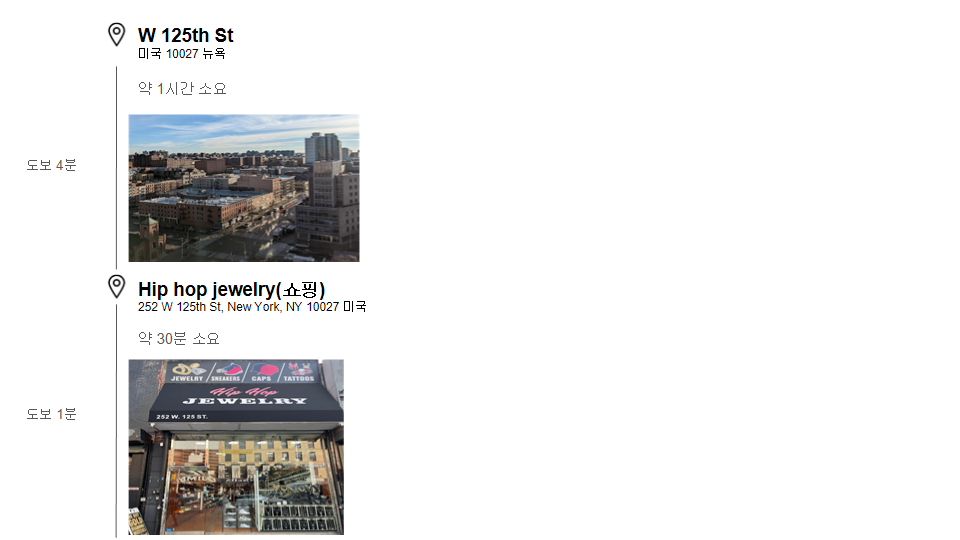 W 125th St
미국 10027 뉴욕
약 1시간 소요
도보 4분
Hip hop jewelry(쇼핑)
252 W 125th St, New York, NY 10027 미국
약 30분 소요
JEWELRY / SNEAKERS / CAPS / TATTOOS
Hip Hop
JEWELRY
252 W. 125 ST.
도보 1분